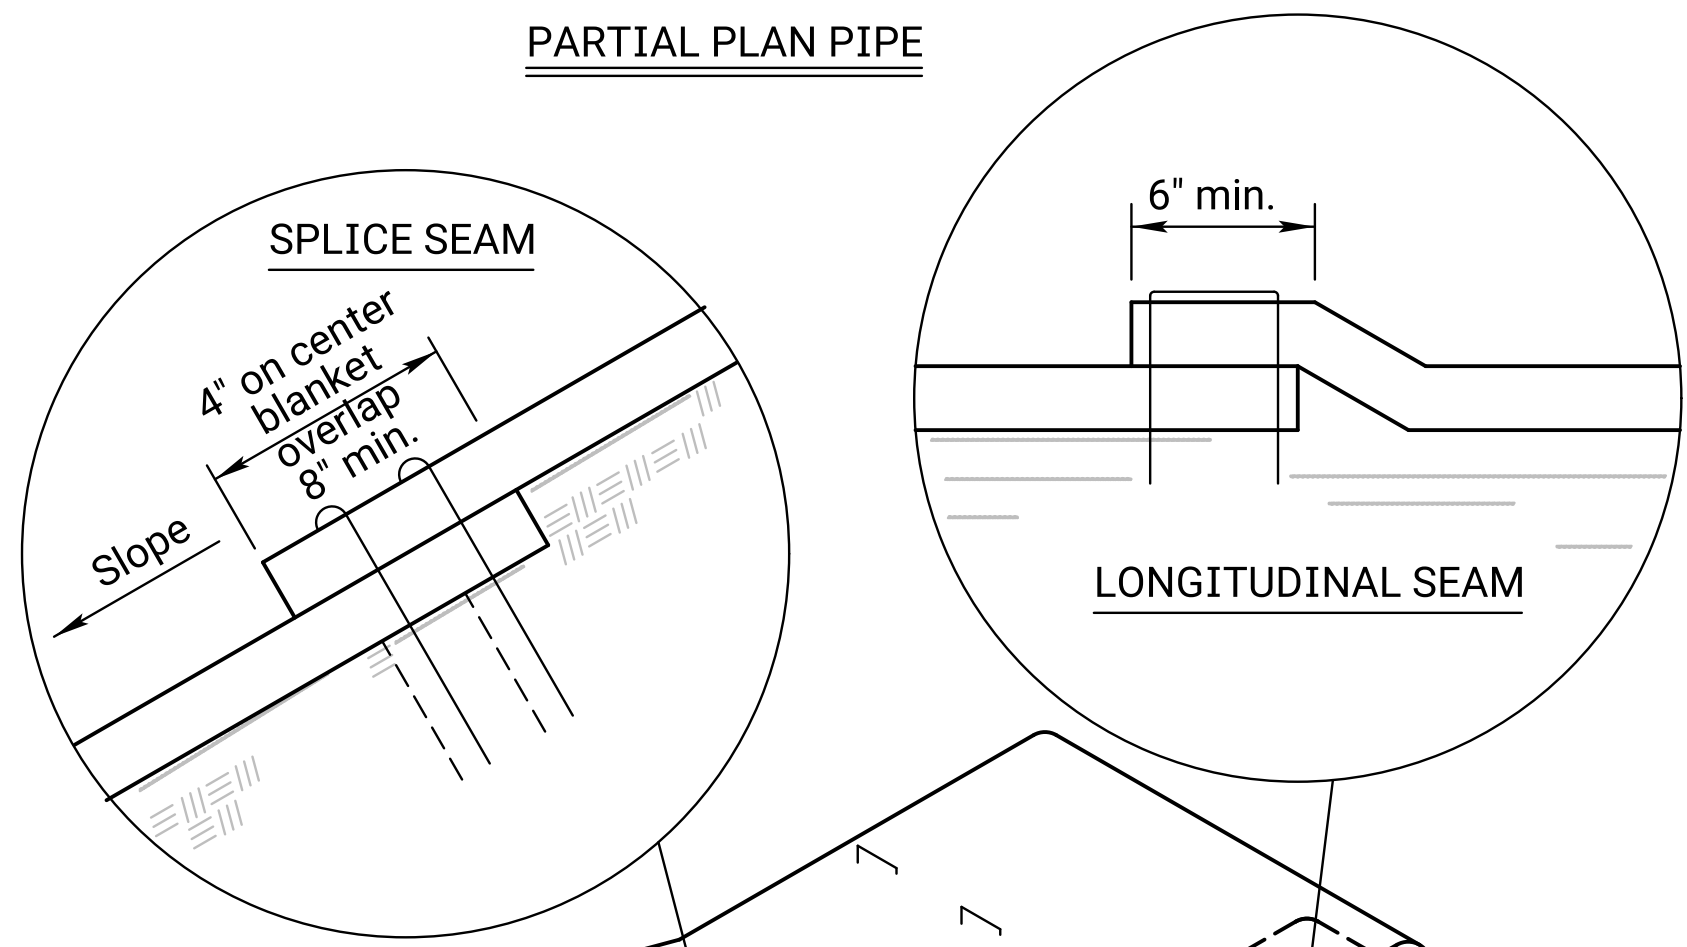 PARTIAL PLAN PIPE
SPLICE SEAM
4" on center
blanket
overlap
8" min.
Slope
6" min.
LONGITUDINAL SEAM